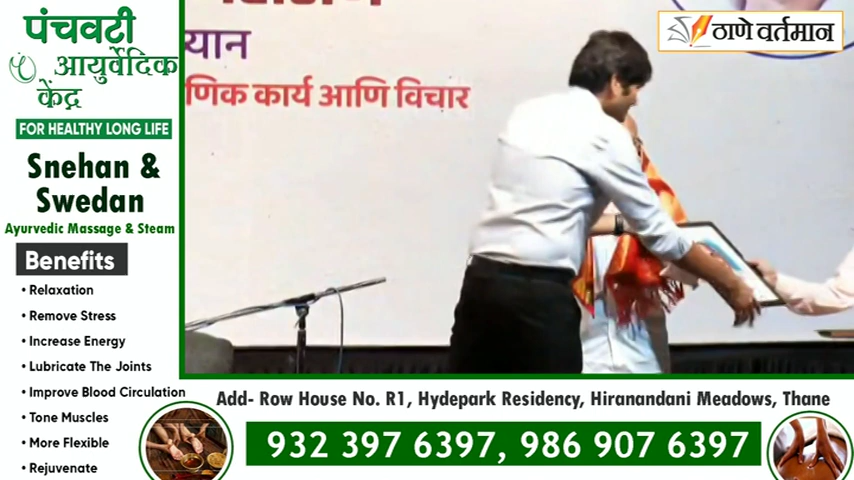 पंचवटी
आयुर्वेदिक
केंद्र
FOR HEALTHY LONG LIFE
Snehan &
Swedan
Ayurvedic Massage & Steam
Benefits
• Relaxation
• Remove Stress
• Increase Energy
• Lubricate The Joints
• Improve Blood Circulation
• Tone Muscles
• More Flexible
• Rejuvenate
ठाणे वर्तमान
कार्य आणि विचार
Add- Row House No. R1, Hydepark Residency, Hiranandani Meadows, Thane
932 397 6397, 986 907 6397